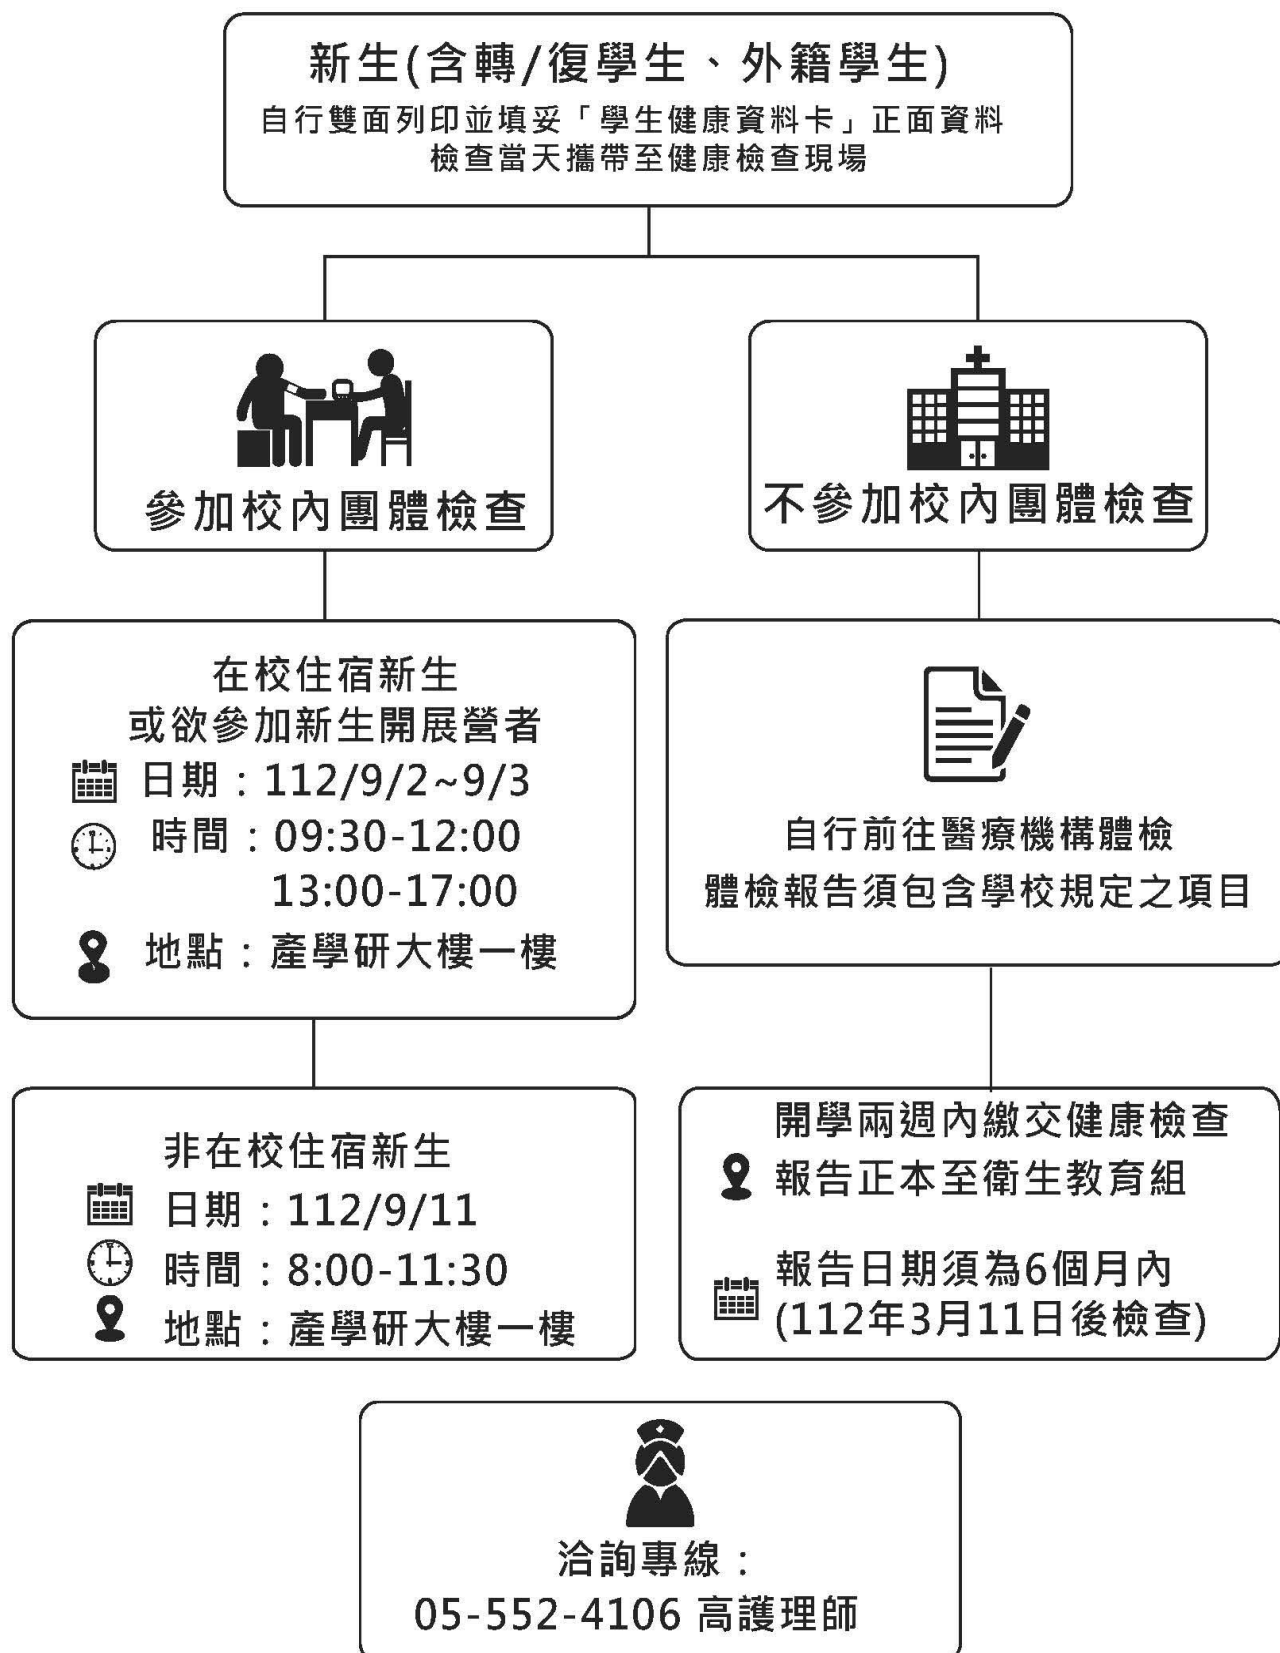 新生(含轉/復學生、外籍學生)
自行雙面列印並填妥「學生健康資料卡」正面資料
檢查當天攜帶至健康檢查現場
參加校內團體檢查
在校住宿新生
或欲參加新生開展營者
日期：112/9/2~9/3
時間：09:30-12:00
13:00-17:00
地點：產學研大樓一樓
非在校住宿新生
日期：112/9/11
時間：8:00-11:30
地點：產學研大樓一樓
不參加校內團體檢查
自行前往醫療機構體檢
體檢報告須包含學校規定之項目
開學兩週內繳交健康檢查
報告正本至衛生教育組
報告日期須為6個月內
(112年3月11日後檢查)
洽詢專線：
05-552-4106 高護理師